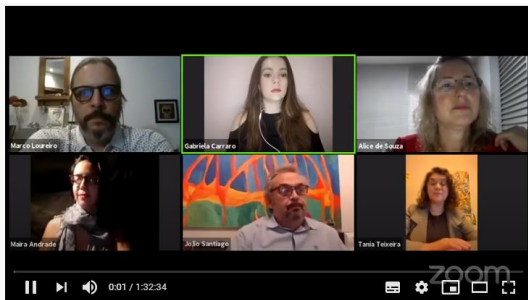 Marco Loureiro
Gabriela Carraro
Alice de Souza
Maira Andrade
João Santiago
Tania Teixeira
0:01 / 1:32:34
zoom